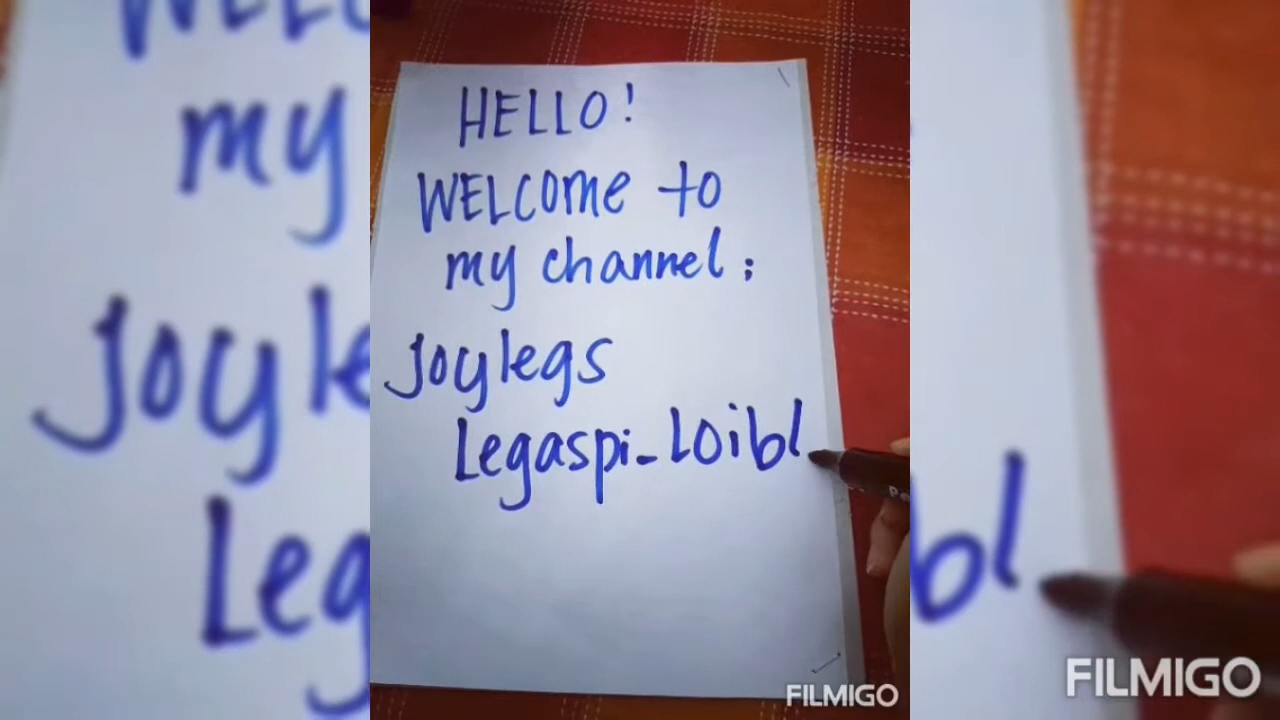 HELLO!
WELCOME to
my channel;
Joylegs
Legaspi-Loibl
FILMIGO
FILMIGO